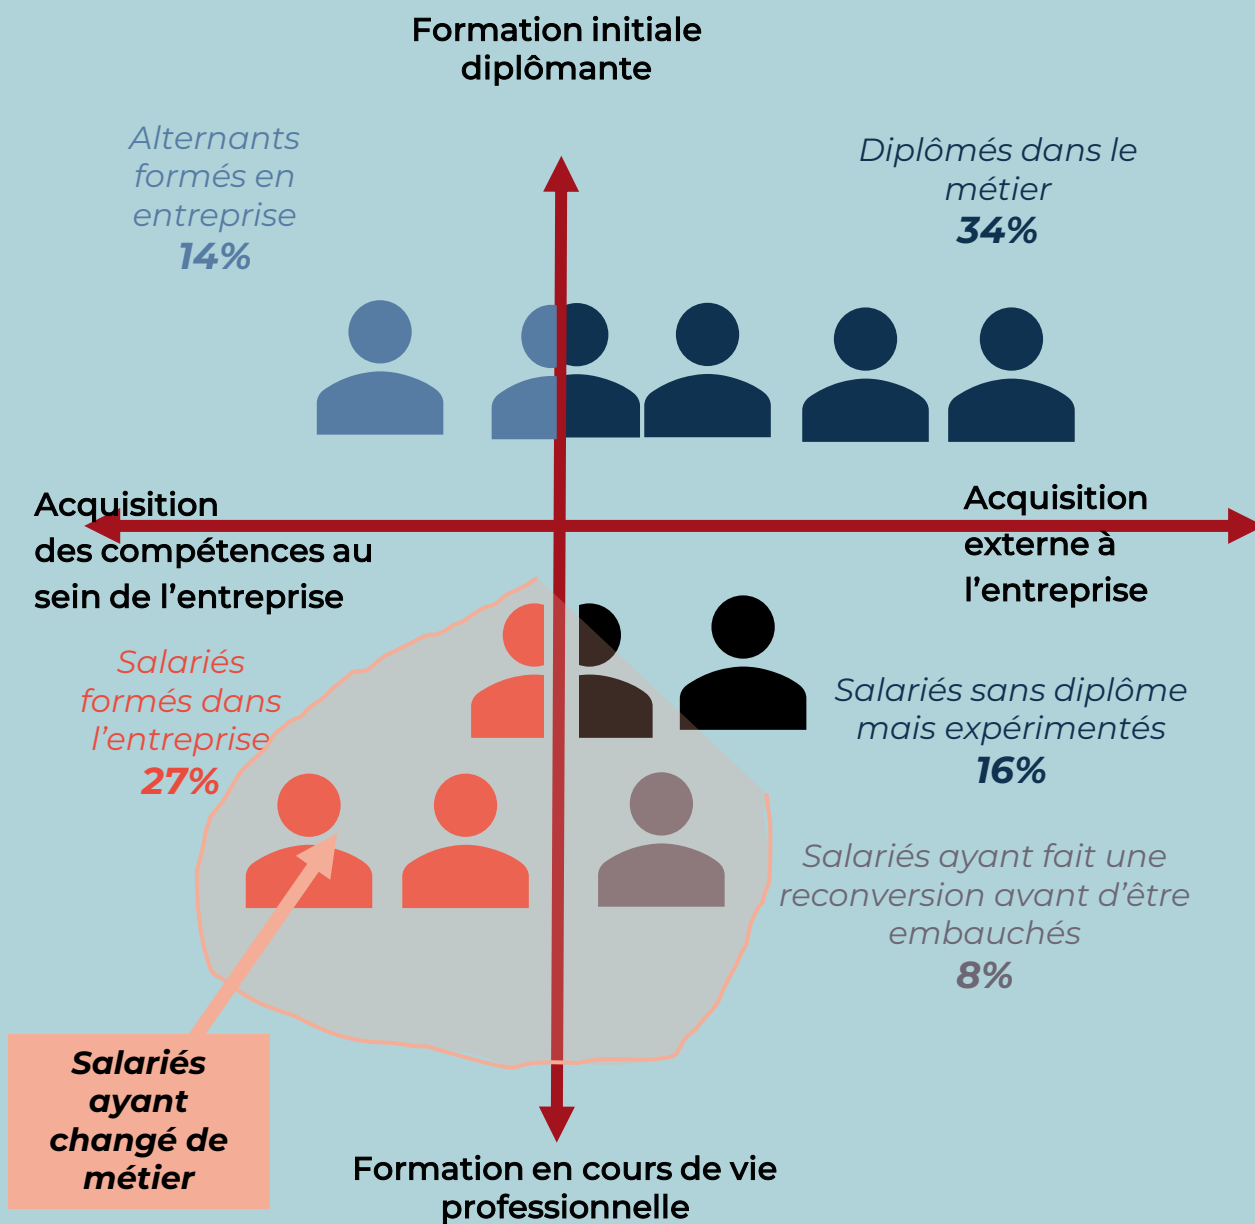 Formation initiale
diplômante
Alternants
formés en
entreprise
14%
Diplômés dans le
métier
34%
Acquisition
des compétences au
sein de l’entreprise
Acquisition
externe à
l’entreprise
Salariés
formés dans
l’entreprise
27%
Salariés sans diplôme
mais expérimentés
16%
Salariés ayant fait une
reconversion avant d’être
embauchés
8%
Salariés
ayant
changé de
métier
Formation en cours de vie
professionnelle